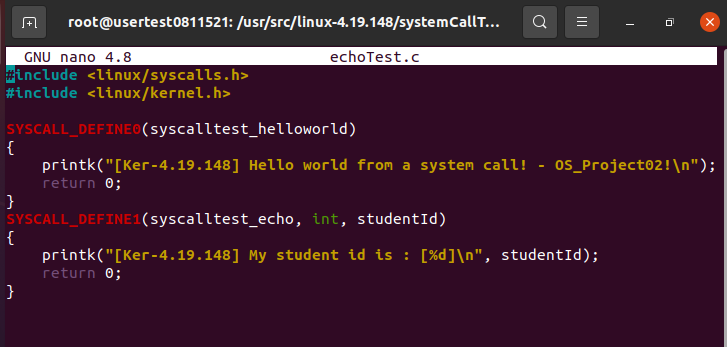 root@usertest0811521: /usr/src/linux-4.19.148/systemCallT...
GNU nano 4.8 echoTest.c
#include <linux/syscalls.h>
#include <linux/kernel.h>
SYSCALL_DEFINE0(syscalltest_helloworld)
{
    printk("[Ker-4.19.148] Hello world from a system call! - OS_Project02!\n");
    return 0;
}
SYSCALL_DEFINE1(syscalltest_echo, int, studentId)
{
    printk("[Ker-4.19.148] My student id is : [%d]\n", studentId);
    return 0;
}